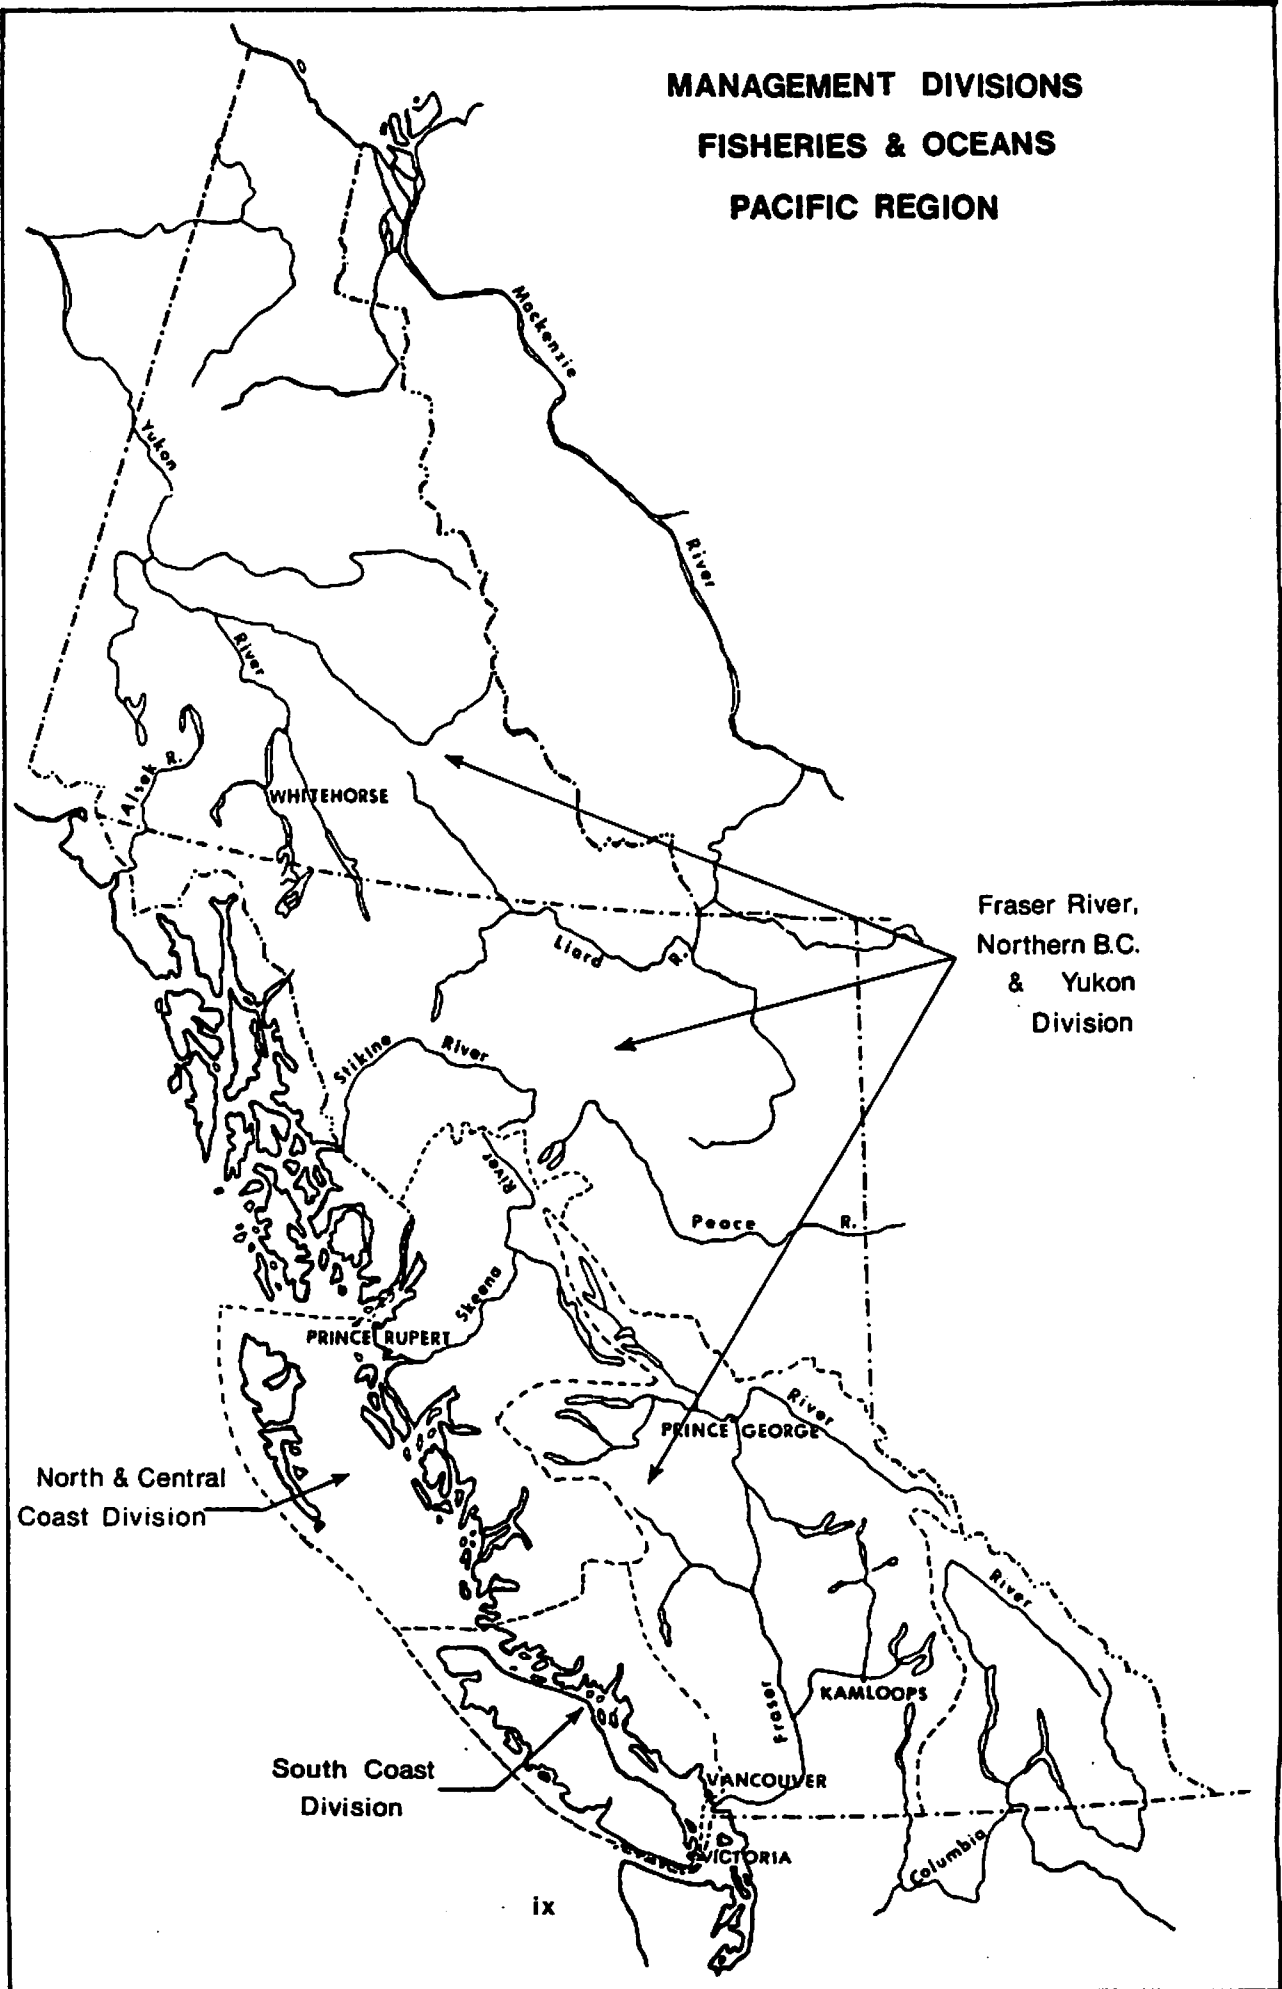 MANAGEMENT DIVISIONS
FISHERIES & OCEANS
PACIFIC REGION
Mackenzie
River
Yukon
River
Alsek R.
WHITEHORSE
Fraser River,
Northern B.C.
& Yukon
Division
Liard R.
Stikine River
River
Skeena
Peace R.
PRINCE RUPERT
River
PRINCE GEORGE
North & Central
Coast Division
River
Fraser
KAMLOOPS
South Coast
Division
VANCOUVER
VICTORIA
Columbia
ix